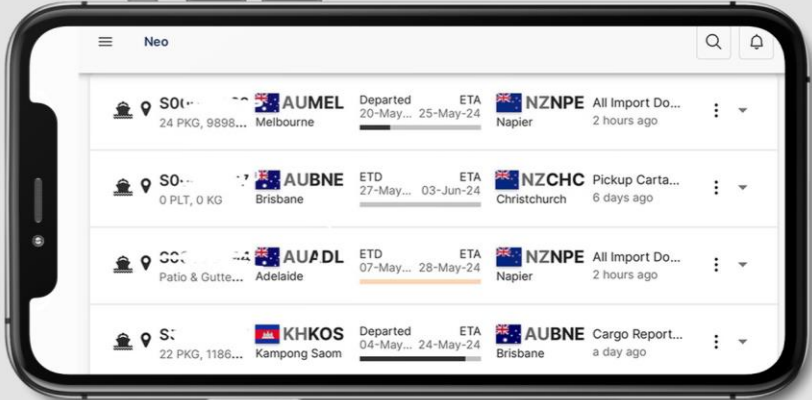 Neo
AUMEL Departed ETA NZNPE All Import Do...
24 PKG, 9898... Melbourne 20-May... 25-May-24 Napier 2 hours ago
AUBNE ETD ETA NZCHC Pickup Carta...
0 PLT, 0 KG Brisbane 27-May... 03-Jun-24 Christchurch 6 days ago
AUADL ETD ETA NZNPE All Import Do...
Patio & Gutte... Adelaide 07-May... 28-May-24 Napier 2 hours ago
KHKOS Departed ETA AUBNE Cargo Report...
22 PKG, 1186... Kampong Saom 04-May... 24-May-24 Brisbane a day ago